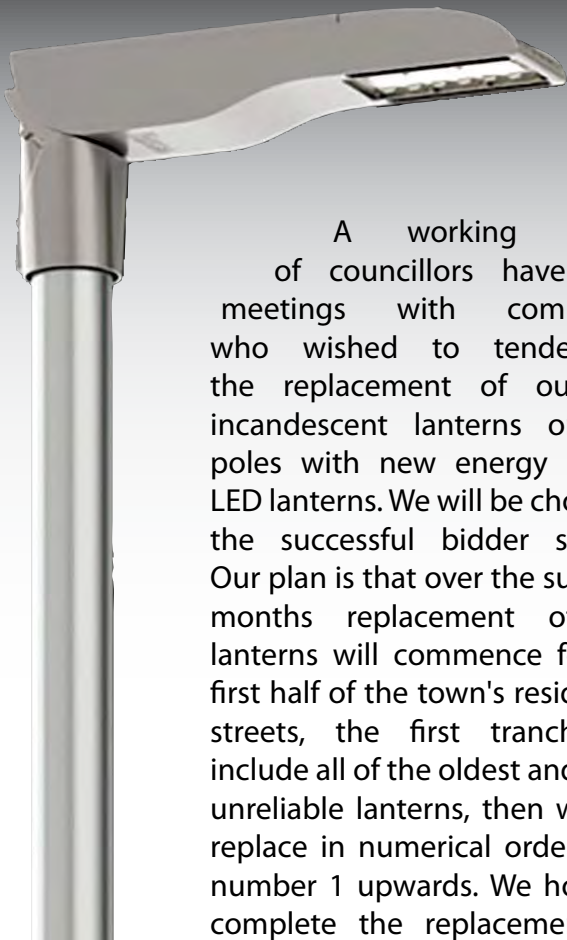 A working
of councillors have
meetings with com
who wished to tende
the replacement of ou
incandescent lanterns o
poles with new energy
LED lanterns. We will be cho
the successful bidder s
Our plan is that over the su
months replacement of
lanterns will commence f
first half of the town's resid
streets, the first tranch
include all of the oldest and
unreliable lanterns, then w
replace in numerical orde
number 1 upwards. We ho
complete the replaceme